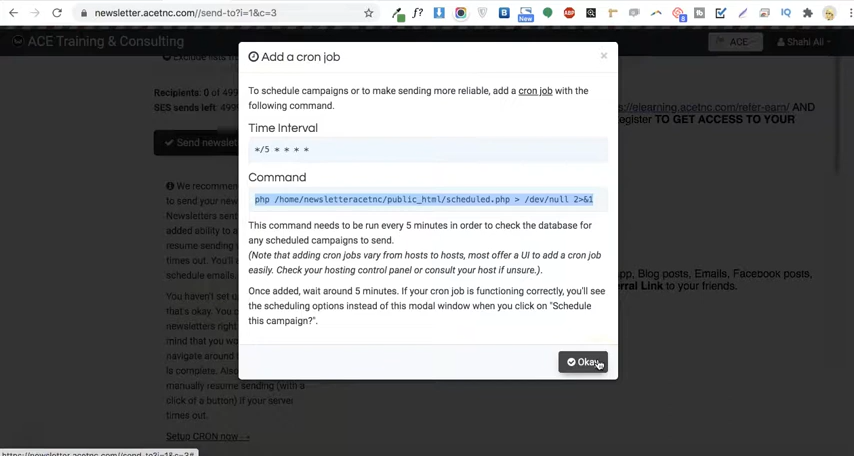 newsletter.acetnc.com//send-to?i=1&c=3
New
8
ACE Training & Consulting
ACE
Shahi Ali
Exclude lists
Recipients: 0 of 499
SES sends left: 499
Send newslet
Add a cron job
×
To schedule campaigns or to make sending more reliable, add a cron job with the
following command.
Time Interval
*/5 * * * *
Command
php /home/newsletteracetnc/public_html/scheduled.php > /dev/null 2>&1
This command needs to be run every 5 minutes in order to check the database for
any scheduled campaigns to send.
(Note that adding cron jobs vary from hosts to hosts, most offer a UI to add a cron job
easily. Check your hosting control panel or consult your host if unsure.).
Once added, wait around 5 minutes. If your cron job is functioning correctly, you'll see
the scheduling options instead of this modal window when you click on "Schedule
this campaign?".
Okay
s://elearning.acetnc.com/refer-earn/ AND
egister TO GET ACCESS TO YOUR
pp, Blog posts, Emails, Facebook posts,
rral Link to your friends.
We recomme
to send your new
Newsletters sent
added ability to a
resume sending
times out. You'll
schedule emails.
You haven't set u
that's okay. You c
newsletters right
mind that you wo
navigate around
is complete. Also
manually resume sending (with a
click of a button) if your server
times out.
Setup CRON now →
https://newsletter.acetnc.com//send-to?i=1&c=3#